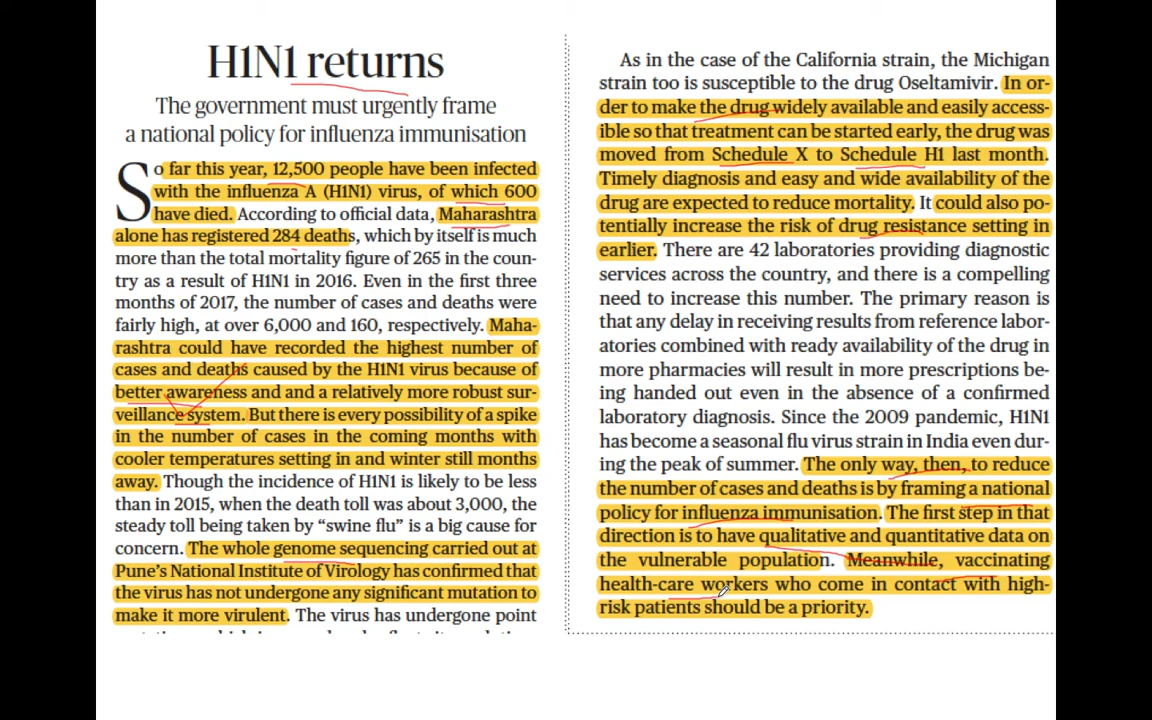 H1N1 returns
The government must urgently frame
a national policy for influenza immunisation
So far this year, 12,500 people have been infected
with the influenza A (H1N1) virus, of which 600
have died. According to official data, Maharashtra
alone has registered 284 deaths, which by itself is much
more than the total mortality figure of 265 in the coun-
try as a result of H1N1 in 2016. Even in the first three
months of 2017, the number of cases and deaths were
fairly high, at over 6,000 and 160, respectively. Maha-
rashtra could have recorded the highest number of
cases and deaths caused by the H1N1 virus because of
better awareness and and a relatively more robust sur-
veillance system. But there is every possibility of a spike
in the number of cases in the coming months with
cooler temperatures setting in and winter still months
away. Though the incidence of H1N1 is likely to be less
than in 2015, when the death toll was about 3,000, the
steady toll being taken by “swine flu” is a big cause for
concern. The whole genome sequencing carried out at
Pune’s National Institute of Virology has confirmed that
the virus has not undergone any significant mutation to
make it more virulent. The virus has undergone point
As in the case of the California strain, the Michigan
strain too is susceptible to the drug Oseltamivir. In or-
der to make the drug widely available and easily access-
ible so that treatment can be started early, the drug was
moved from Schedule X to Schedule H1 last month.
Timely diagnosis and easy and wide availability of the
drug are expected to reduce mortality. It could also po-
tentially increase the risk of drug resistance setting in
earlier. There are 42 laboratories providing diagnostic
services across the country, and there is a compelling
need to increase this number. The primary reason is
that any delay in receiving results from reference labor-
atories combined with ready availability of the drug in
more pharmacies will result in more prescriptions be-
ing handed out even in the absence of a confirmed
laboratory diagnosis. Since the 2009 pandemic, H1N1
has become a seasonal flu virus strain in India even dur-
ing the peak of summer. The only way, then, to reduce
the number of cases and deaths is by framing a national
policy for influenza immunisation. The first step in that
direction is to have qualitative and quantitative data on
the vulnerable population. Meanwhile, vaccinating
health-care workers who come in contact with high-
risk patients should be a priority.